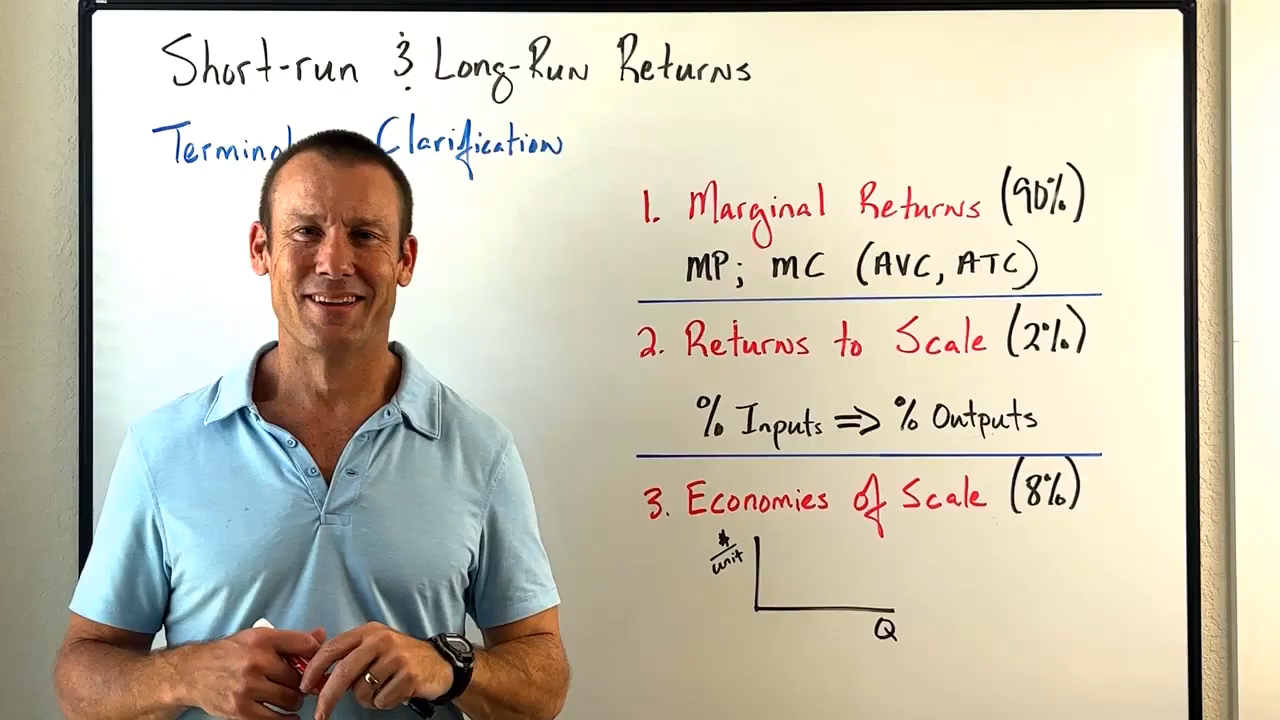 Short-run & Long-Run Returns
Clarification
1. Marginal Returns (90%)
MP; MC (AVC, ATC)
2. Returns to Scale (2%)
% Inputs ⇒ % Outputs
3. Economies of Scale (8%)
$/unit
Q